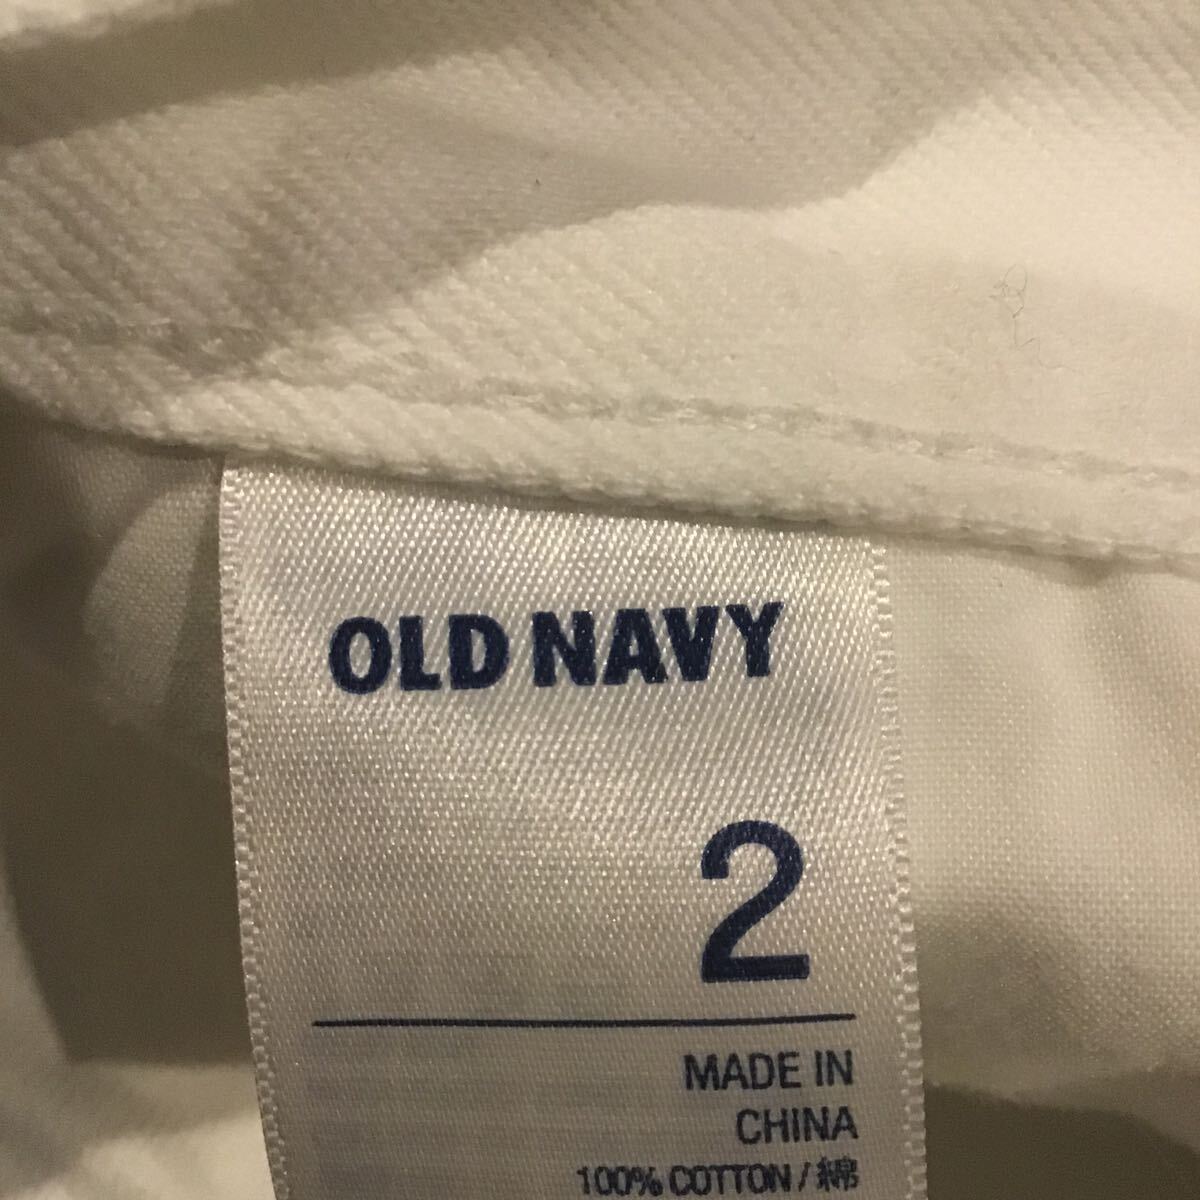 OLD NAVY
2
MADE IN
CHINA
100% COTTON / 綿